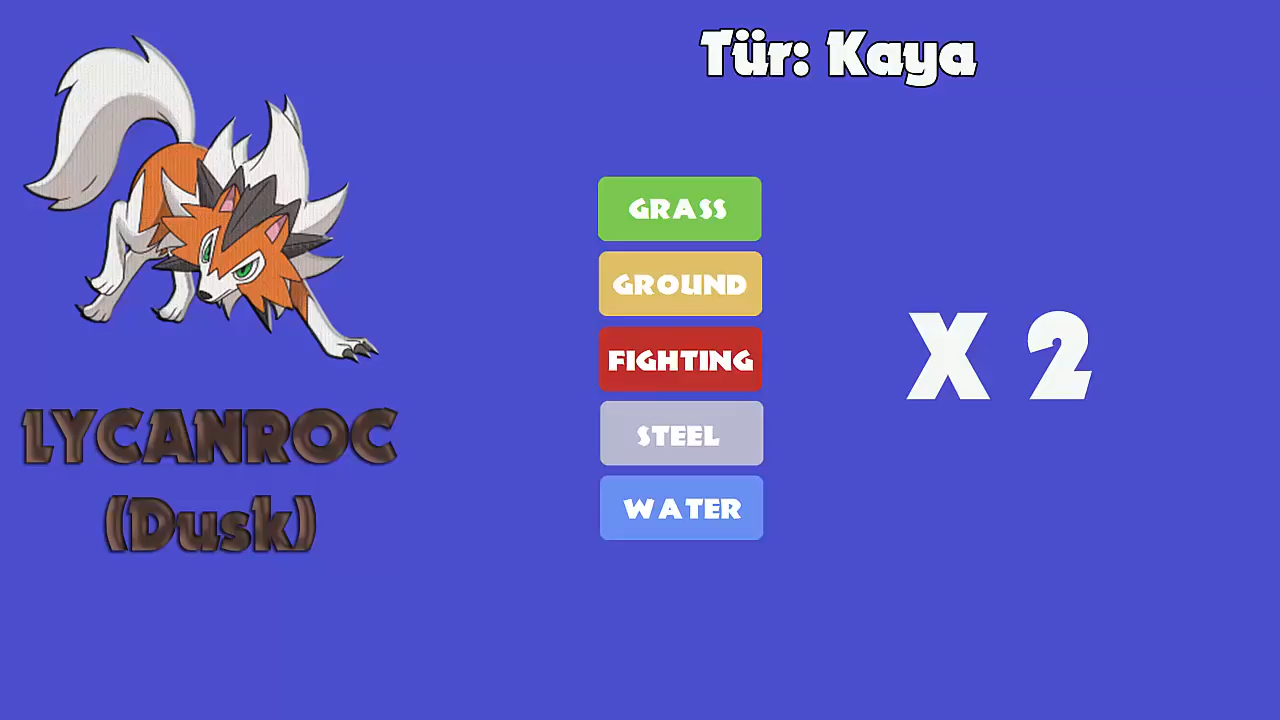 Tür: Kaya
GRASS
GROUND
FIGHTING
STEEL
WATER
X 2
LYCANROC
(Dusk)